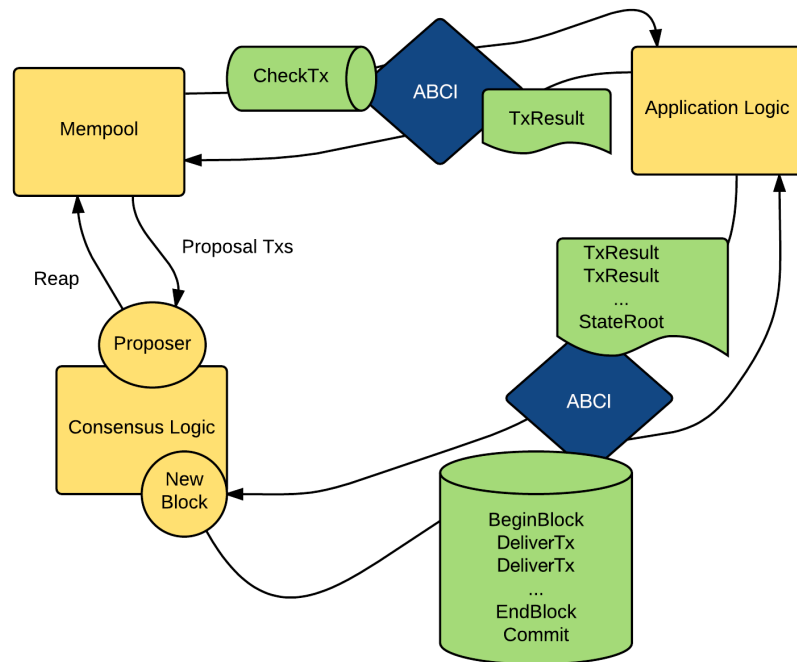 CheckTx
ABCI
Mempool
TxResult
Application Logic
Proposal Txs
Reap
TxResult
TxResult
...
StateRoot
Proposer
ABCI
Consensus Logic
New
Block
BeginBlock
DeliverTx
DeliverTx
...
EndBlock
Commit